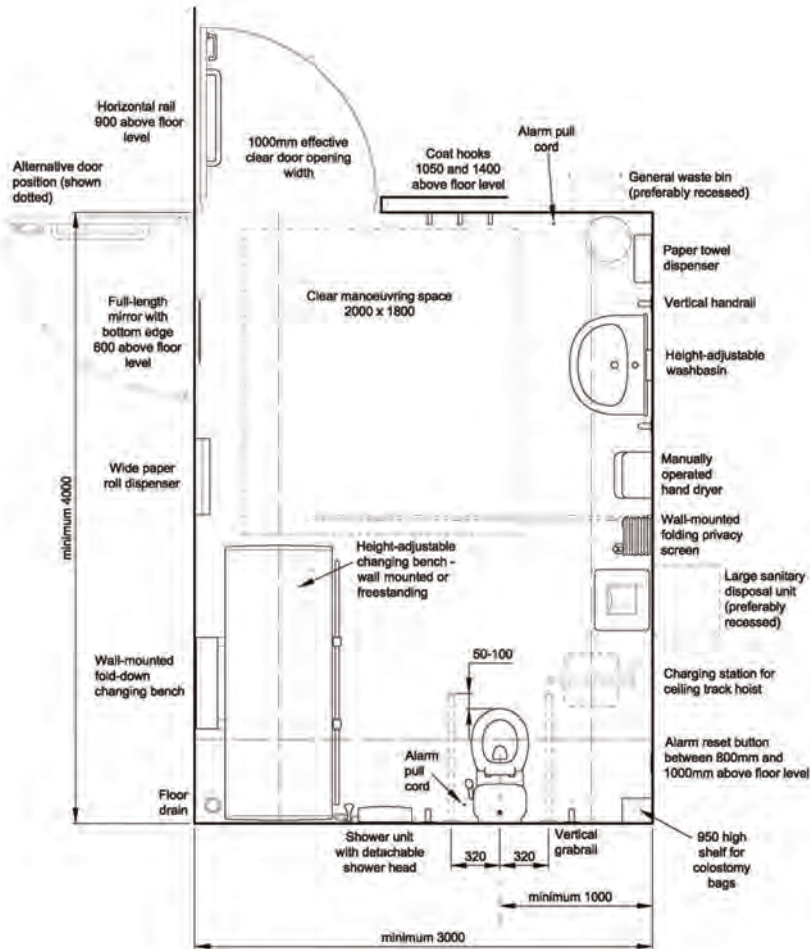 Horizontal rail
900 above floor
level
1000mm effective
clear door opening
width
Coat hooks
1050 and 1400
above floor level
Alarm pull
cord
General waste bin
(preferably recessed)
Alternative door
position (shown
dotted)
Paper towel
dispenser
Clear manoeuvring space
2000 x 1800
Vertical handrail
Full-length
mirror with
bottom edge
600 above floor
level
Height-adjustable
washbasin
Wide paper
roll dispenser
Manually
operated
hand dryer
minimum 4000
Wall-mounted
folding privacy
screen
Height-adjustable
changing bench -
wall mounted or
freestanding
Large sanitary
disposal unit
(preferably
recessed)
50-100
Wall-mounted
fold-down
changing bench
Charging station for
ceiling track hoist
Alarm
pull
cord
Alarm reset button
between 800mm and
1000mm above floor level
Floor
drain
Shower unit
with detachable
shower head
320
320
Vertical
grabrail
950 high
shelf for
colostomy
bags
minimum 1000
minimum 3000